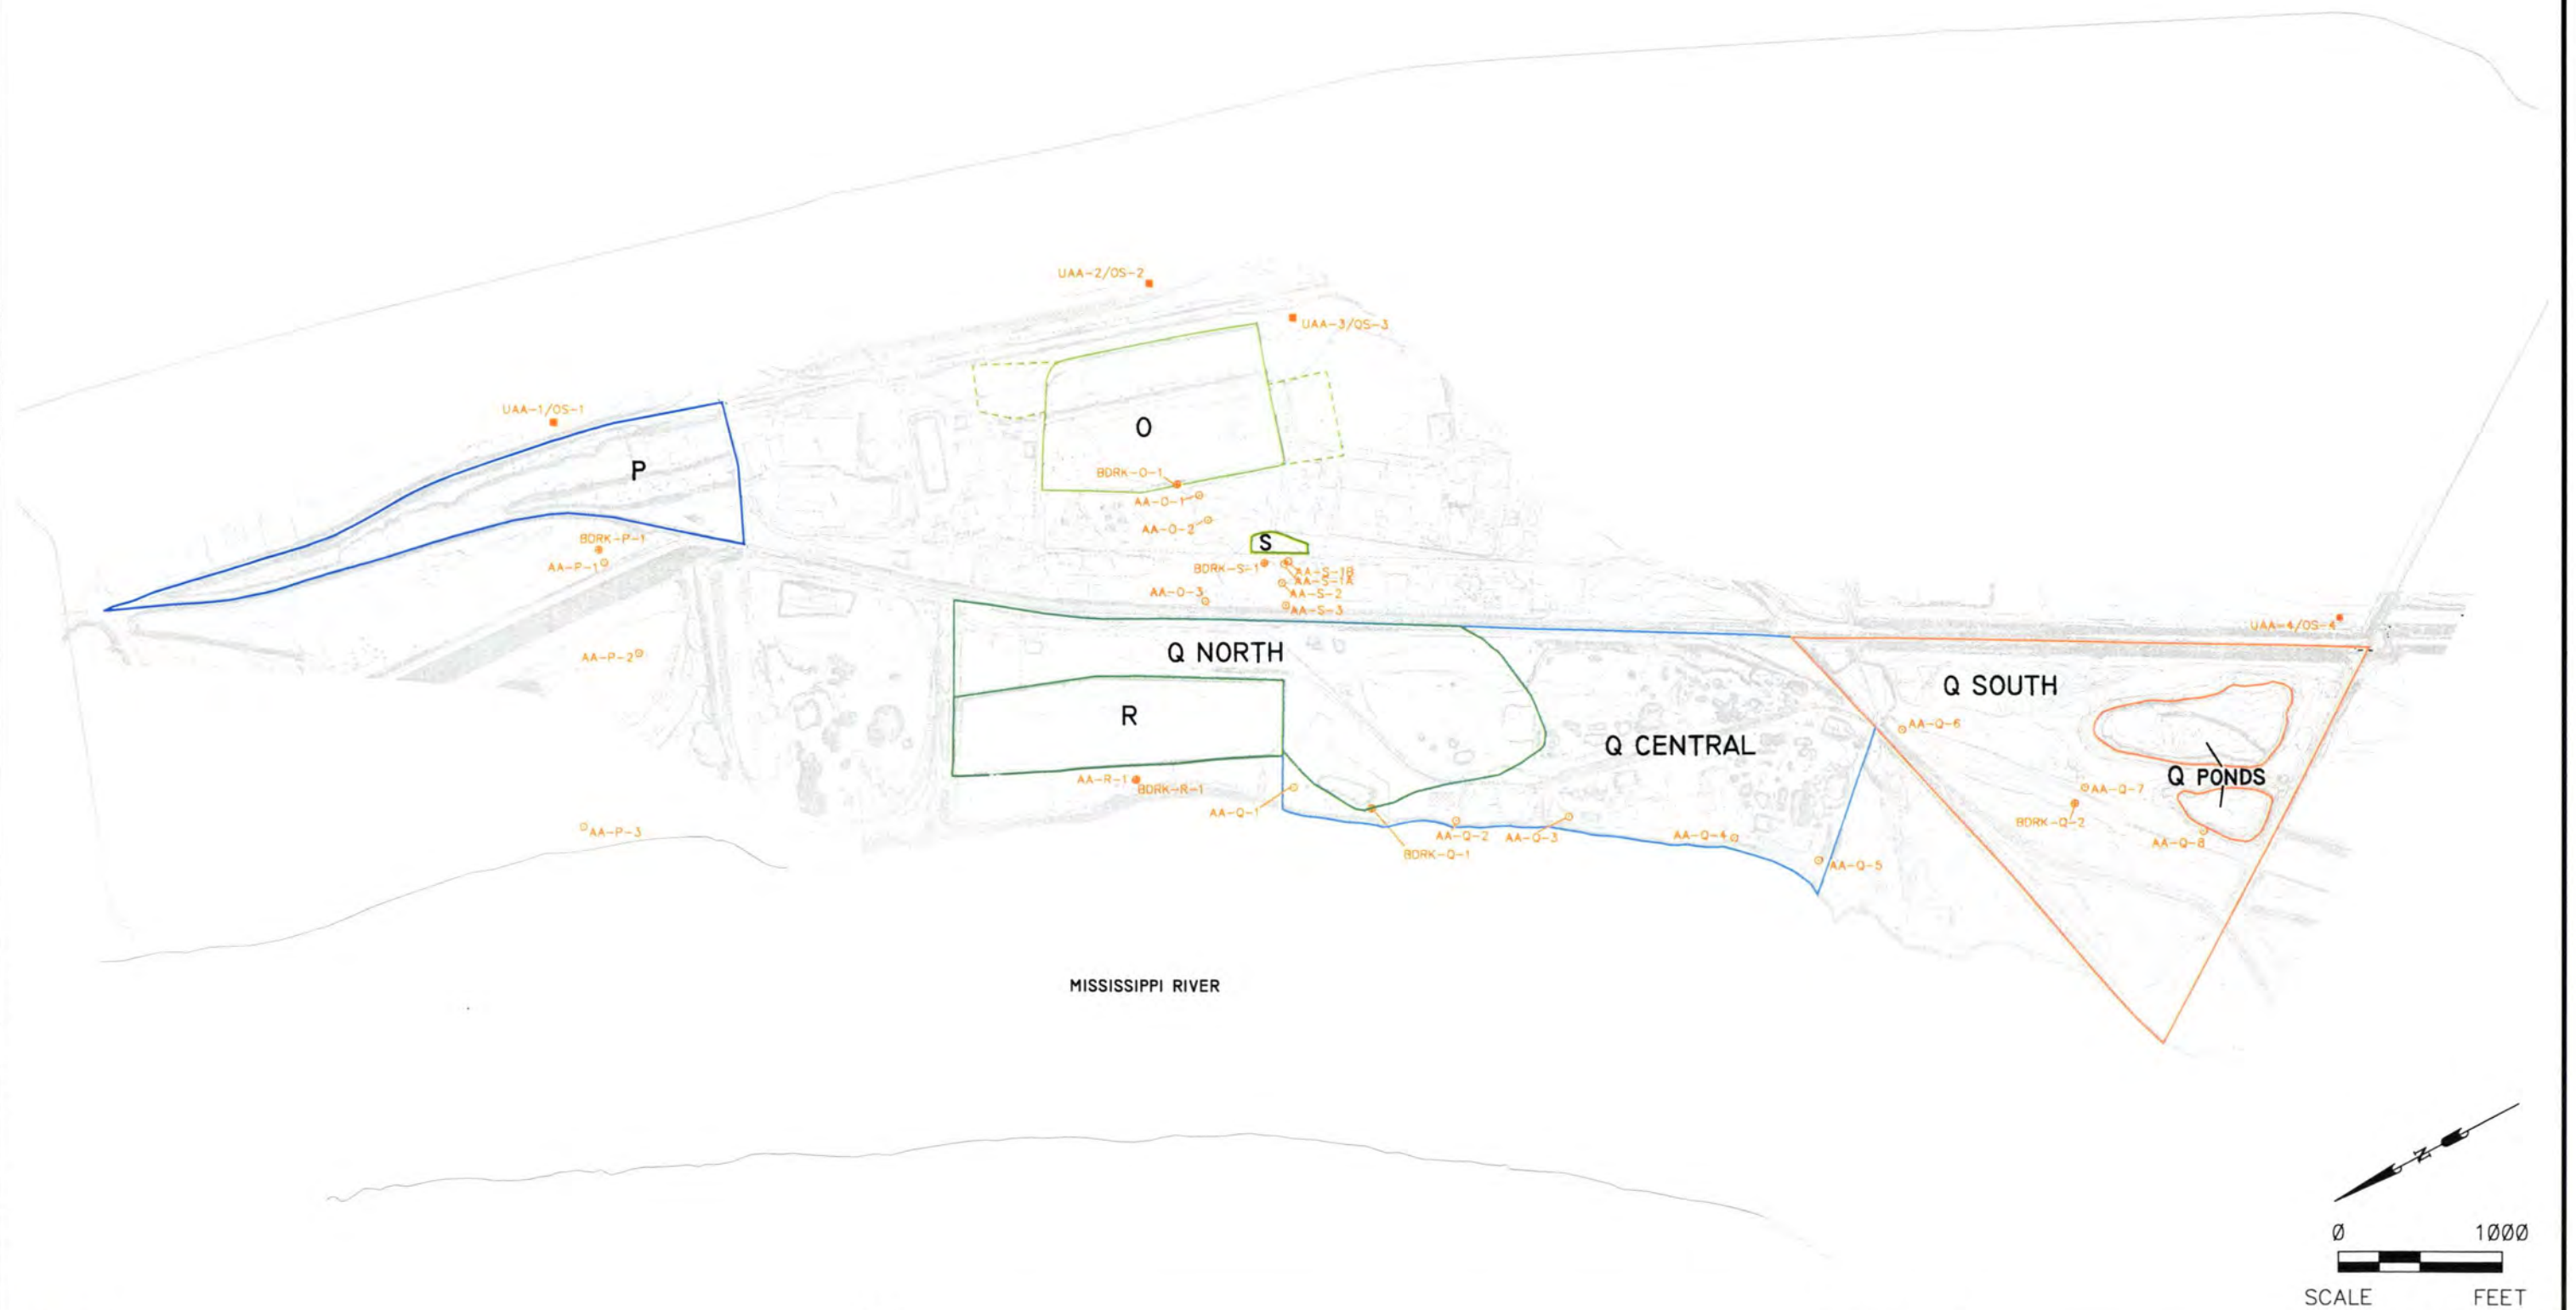 UAA-2/OS-2
UAA-3/OS-3
UAA-1/OS-1
O
P
BDRK-O-1
AA-O-1
AA-O-2
BDRK-P-1
AA-P-1
S
BDRK-S-1
AA-S-1B
AA-S-1A
AA-S-2
AA-O-3
AA-S-3
UAA-4/OS-4
AA-P-2
Q NORTH
Q SOUTH
R
AA-Q-6
Q CENTRAL
Q PONDS
AA-R-1
BDRK-R-1
AA-Q-7
AA-Q-1
BDRK-Q-2
AA-P-3
AA-Q-2
AA-Q-3
AA-Q-4
AA-Q-8
BDRK-Q-1
AA-Q-5
MISSISSIPPI RIVER
N
0 1000
SCALE FEET